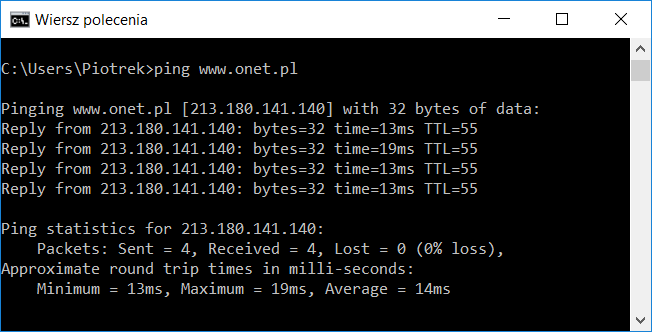 Wiersz polecenia
C:\Users\Piotrek>ping www.onet.pl
Pinging www.onet.pl [213.180.141.140] with 32 bytes of data:
Reply from 213.180.141.140: bytes=32 time=13ms TTL=55
Reply from 213.180.141.140: bytes=32 time=19ms TTL=55
Reply from 213.180.141.140: bytes=32 time=13ms TTL=55
Reply from 213.180.141.140: bytes=32 time=13ms TTL=55
Ping statistics for 213.180.141.140:
    Packets: Sent = 4, Received = 4, Lost = 0 (0% loss),
Approximate round trip times in milli-seconds:
    Minimum = 13ms, Maximum = 19ms, Average = 14ms